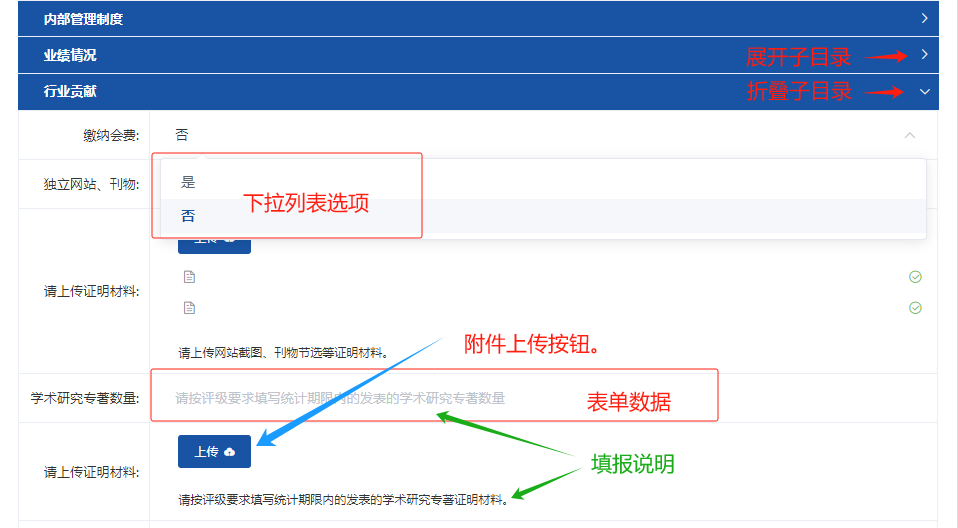 内部管理制度
业绩情况
展开子目录
行业贡献
折叠子目录
缴纳会费:
否
独立网站、刊物:
是
否
下拉列表选项
上传
请上传证明材料:
请上传网站截图、刊物节选等证明材料。
附件上传按钮。
学术研究专著数量:
请按评级要求填写统计期限内的发表的学术研究专著数量
表单数据
上传
填报说明
请上传证明材料:
请按评级要求填写统计期限内的发表的学术研究专著证明材料。